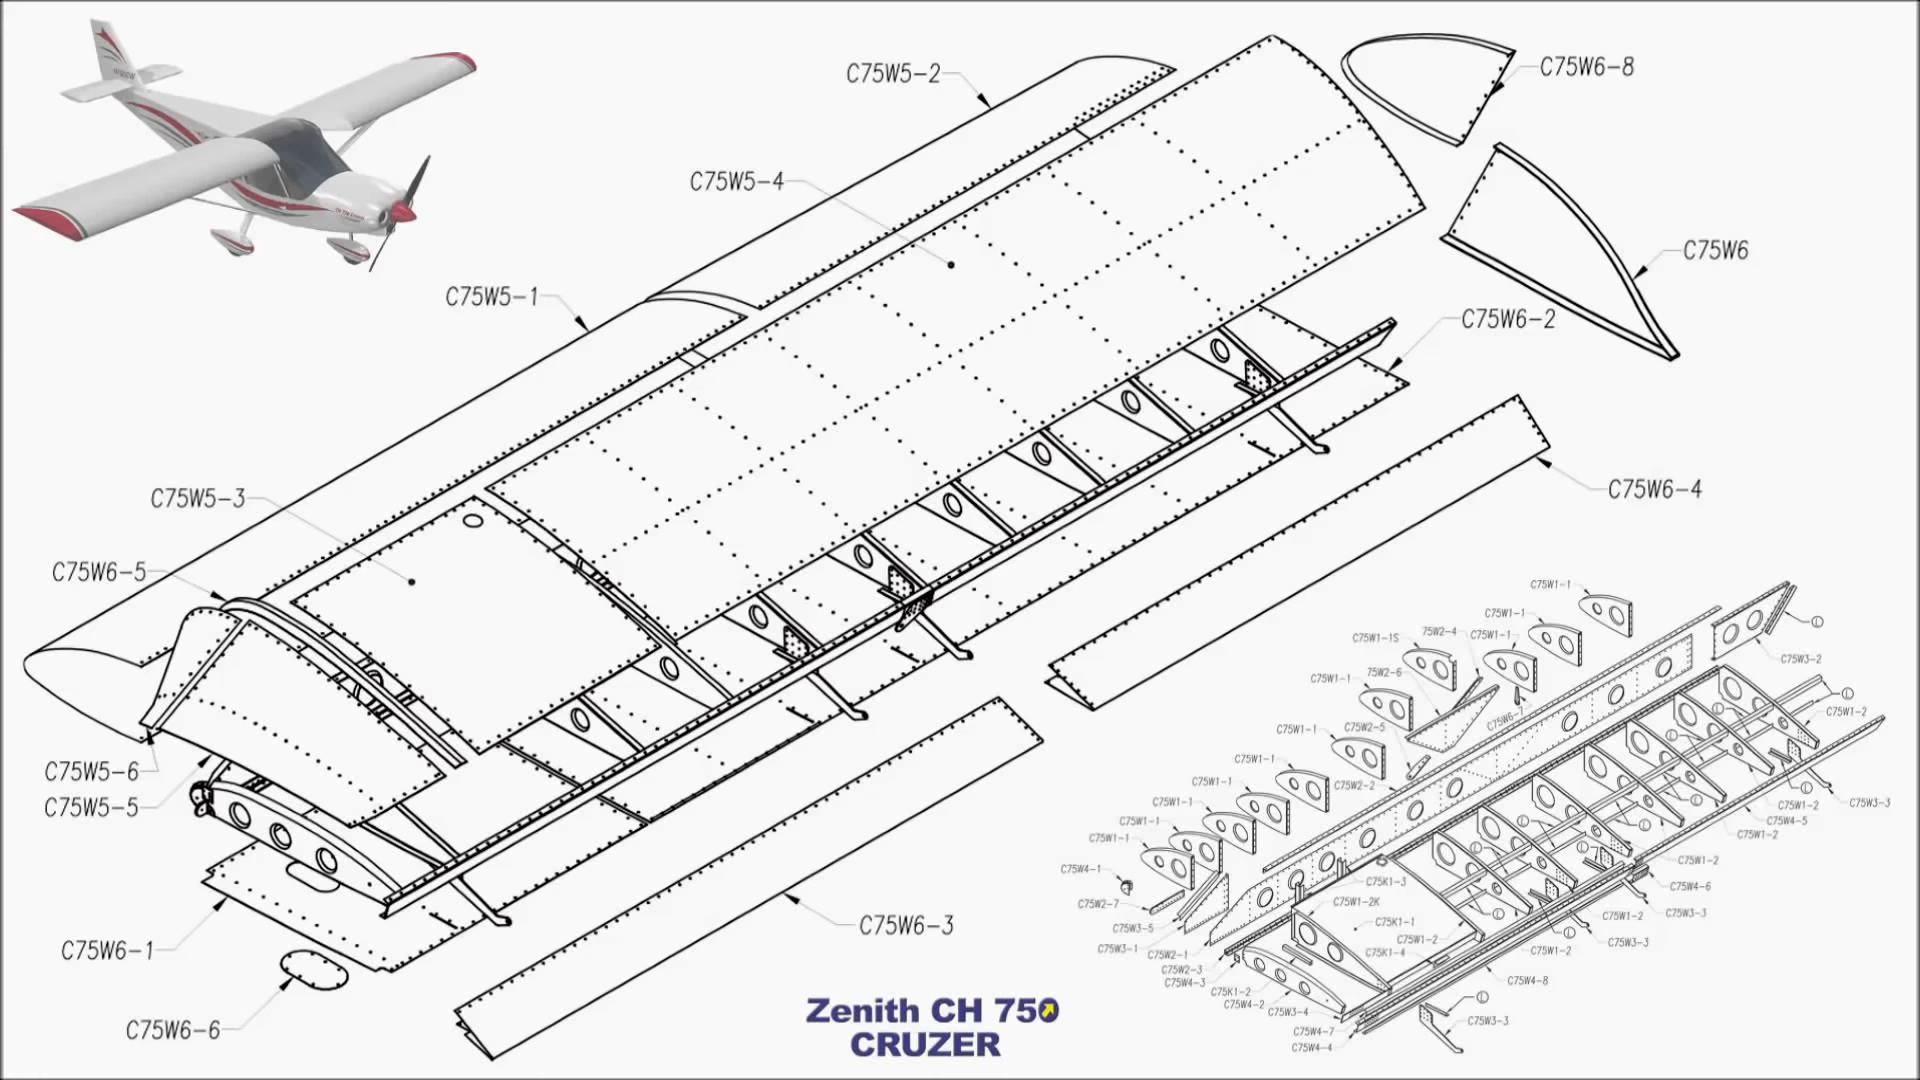 C75W5-2
C75W6-8
C75W5-4
C75W6
C75W5-1
C75W6-2
C75W5-3
C75W6-4
C75W6-5
C75W5-6
C75W5-5
C75W6-1
C75W6-3
C75W6-6
Zenith CH 750
CRUZER
C75W1-1
C75W1-1
75W2-4
C75W1-1
C75W1-1S
C75W3-2
75W2-6
C75W1-1
L
L
C75W1-2
C75W6-7
C75W1-1
C75W2-5
L
L
C75W1-1
C75W2-2
L
C75W3-3
C75W1-1
C75W1-2
C75W1-1
L
C75W4-5
C75W1-1
L
L
C75W1-2
C75W1-1
L
L
C75W1-2
C75W4-1
C75K1-3
C75W4-6
C75W2-7
C75W1-2K
L
C75W3-3
C75W1-2
C75W3-5
C75K1-1
L
C75W3-1
C75W2-1
C75W1-2
C75W3-3
C75K1-4
C75W1-2
C75W2-3
C75W4-3
C75W4-8
C75K1-2
C75W4-2
L
C75W3-4
C75W3-3
C75W4-7
C75W4-4